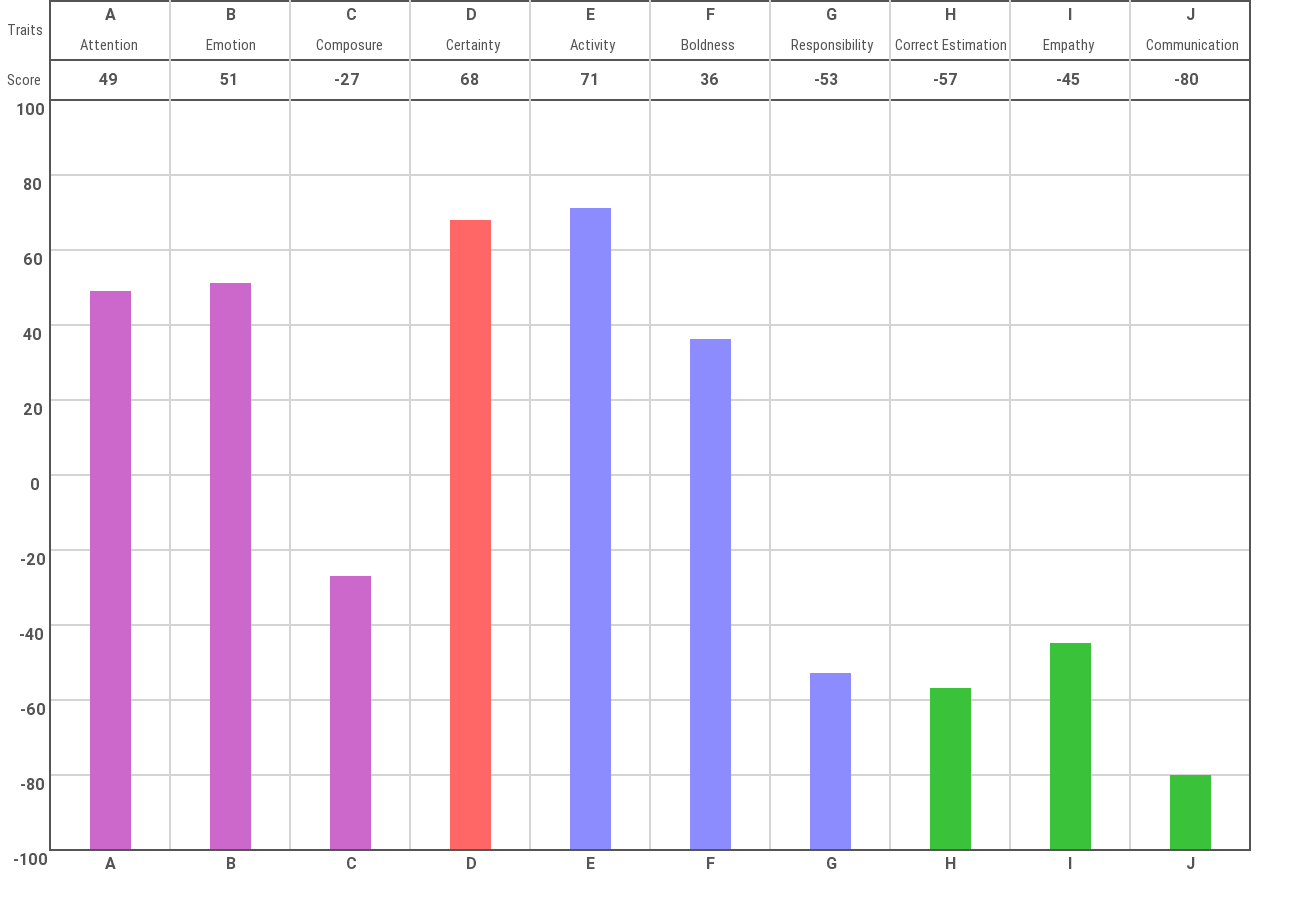 A B C D E F G H I J
Traits
Attention Emotion Composure Certainty Activity Boldness Responsibility Correct Estimation Empathy Communication
Score 49 51 -27 68 71 36 -53 -57 -45 -80
100
80
60
40
20
0
-20
-40
-60
-80
-100
A B C D E F G H I J